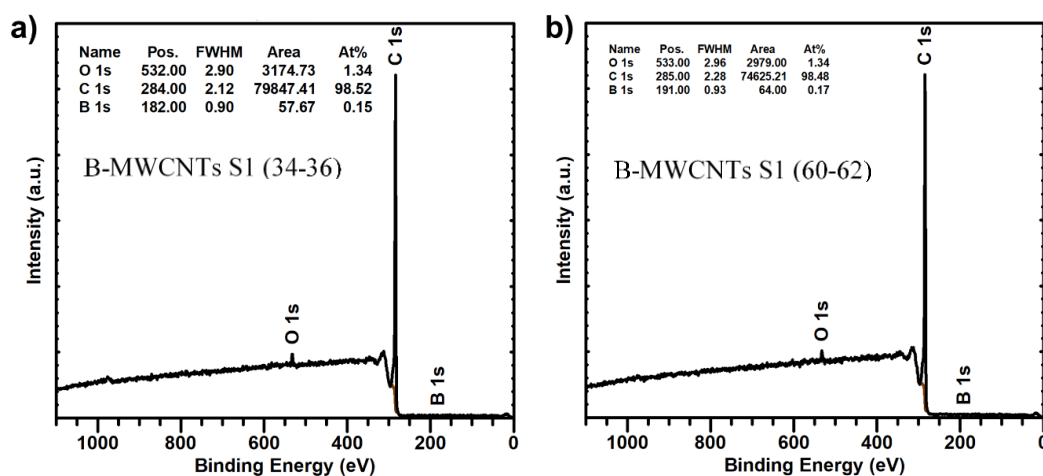 a)
Name Pos. FWHM Area At%
O 1s 532.00 2.90 3174.73 1.34
C 1s 284.00 2.12 79847.41 98.52
B 1s 182.00 0.90 57.67 0.15
C 1s
B-MWCNTs S1 (34-36)
Intensity (a.u.)
O 1s
B 1s
1000 800 600 400 200 0
Binding Energy (eV)
b)
Name Pos. FWHM Area At%
O 1s 533.00 2.96 2979.00 1.34
C 1s 285.00 2.28 74625.21 98.48
B 1s 191.00 0.93 64.00 0.17
C 1s
B-MWCNTs S1 (60-62)
Intensity (a.u.)
O 1s
B 1s
1000 800 600 400 200 0
Binding Energy (eV)